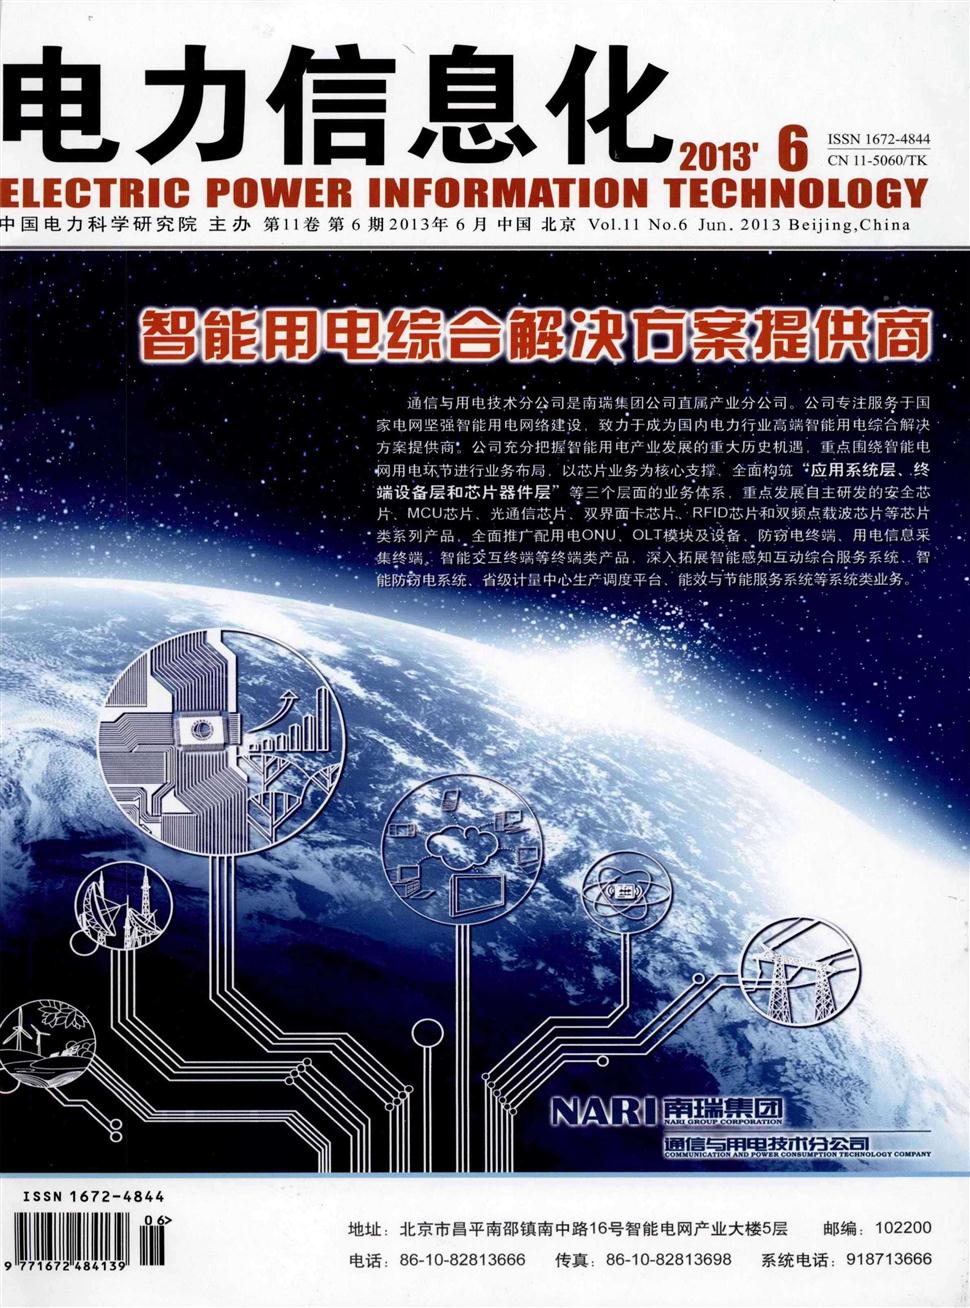 电力信息化
2013' 6
ISSN 1672-4844
CN 11-5060/TK
ELECTRIC POWER INFORMATION TECHNOLOGY
中国电力科学研究院 主办 第11卷 第6期2013年6月 中国 北京 Vol.11 No.6 Jun. 2013 Beijing,China
智能用电综合解决方案提供商
通信与用电技术分公司是南瑞集团公司直属产业分公司。公司专注服务于国
家电网坚强智能用电网络建设，致力于成为国内电力行业高端智能用电综合解决
方案提供商。公司充分把握智能用电产业发展的重大历史机遇，重点围绕智能电
网用电环节进行业务布局，以芯片业务为核心支撑，全面构筑“应用系统层、终
端设备层和芯片器件层”等三个层面的业务体系，重点发展自主研发的安全芯
片、MCU芯片、光通信芯片、双界面卡芯片、RFID芯片和双频点载波芯片等芯片
类系列产品，全面推广配用电ONU、OLT模块及设备、防窃电终端、用电信息采
集终端、智能交互终端等终端类产品，深入拓展智能感知互动综合服务系统、智
能防窃电系统、省级计量中心生产调度平台、能效与节能服务系统等系统类业务。
NARI 南瑞集团
NARI GROUP CORPORATION
通信与用电技术分公司
COMMUNICATION AND POWER CONSUMPTION TECHNOLOGY COMPANY
ISSN 1672-4844
06>
9 771672 484139
地址：北京市昌平南邵镇南中路16号智能电网产业大楼5层 邮编：102200
电话：86-10-82813666 传真：86-10-82813698 系统电话：918713666